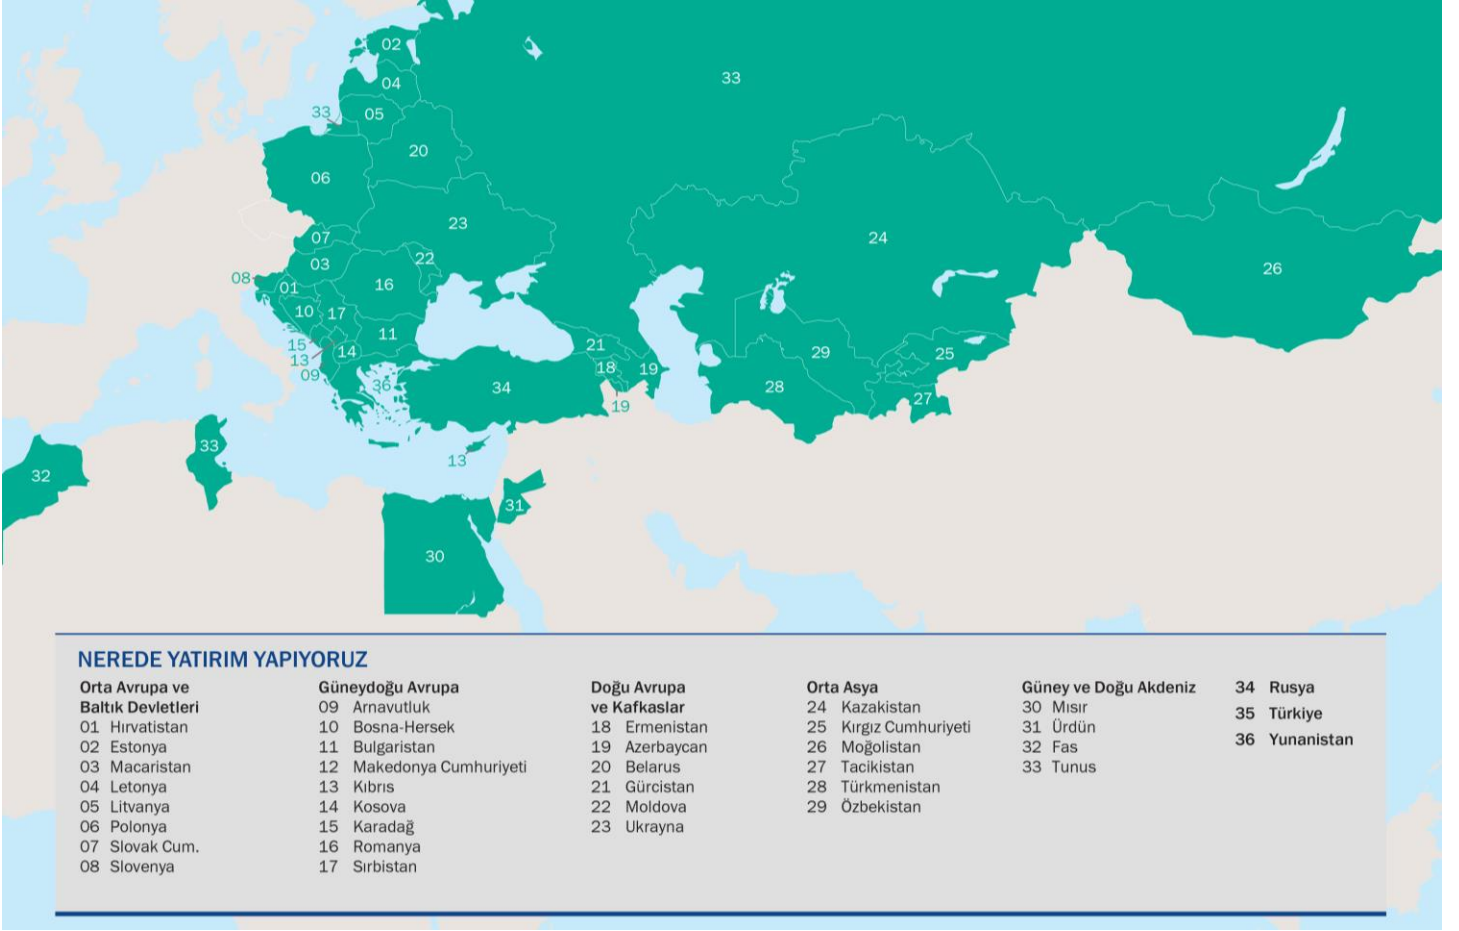 02
33
04
33
05
20
06
23
07
24
03
22
26
08
01
16
10
17
11
15
21
14
29
25
13
18
19
09
36
34
28
27
19
33
13
32
31
30
NEREDE YATIRIM YAPIYORUZ
Orta Avrupa ve
Baltık Devletleri
01 Hırvatistan
02 Estonya
03 Macaristan
04 Letonya
05 Litvanya
06 Polonya
07 Slovak Cum.
08 Slovenya
Güneydoğu Avrupa
09 Arnavutluk
10 Bosna-Hersek
11 Bulgaristan
12 Makedonya Cumhuriyeti
13 Kıbrıs
14 Kosova
15 Karadağ
16 Romanya
17 Sırbistan
Doğu Avrupa
ve Kafkaslar
18 Ermenistan
19 Azerbaycan
20 Belarus
21 Gürcistan
22 Moldova
23 Ukrayna
Orta Asya
24 Kazakistan
25 Kırgız Cumhuriyeti
26 Moğolistan
27 Tacikistan
28 Türkmenistan
29 Özbekistan
Güney ve Doğu Akdeniz
30 Mısır
31 Ürdün
32 Fas
33 Tunus
34 Rusya
35 Türkiye
36 Yunanistan